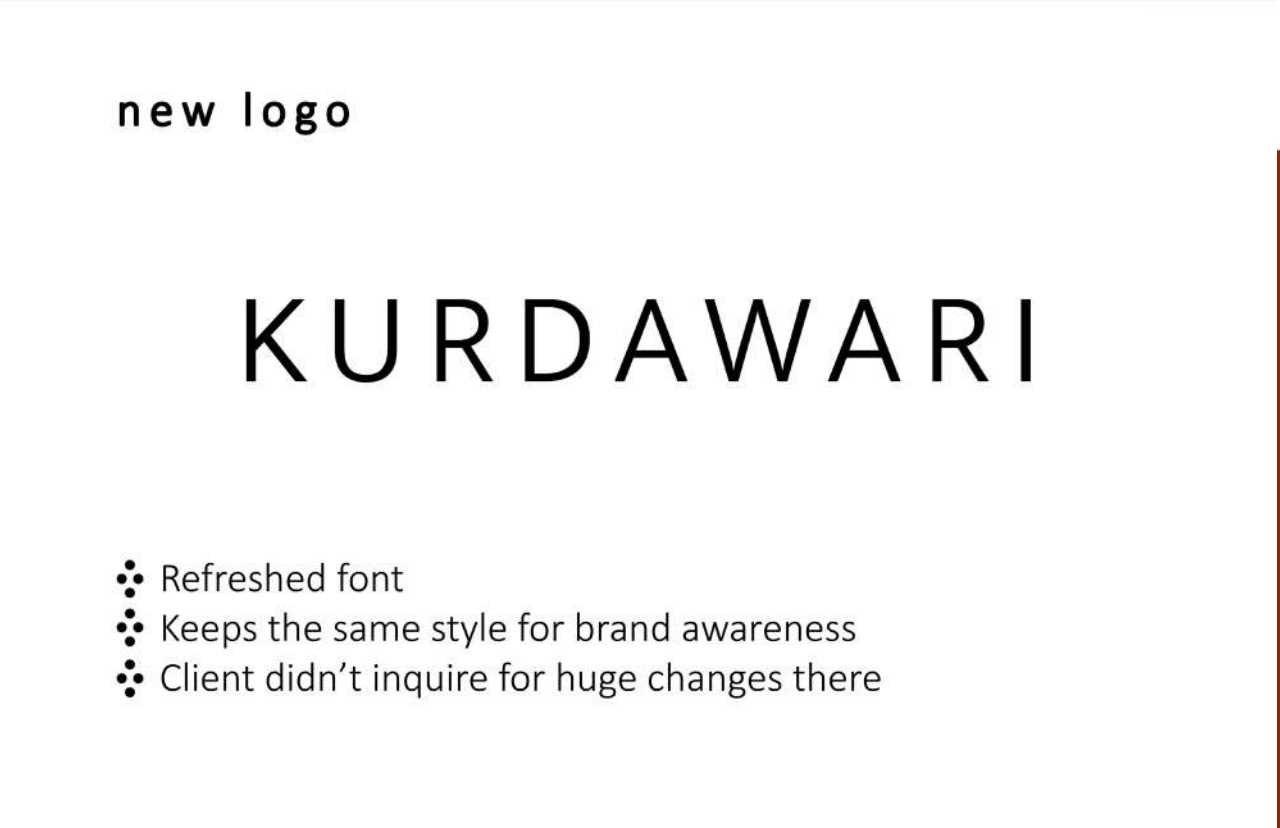 new logo
KURDAWARI
Refreshed font
Keeps the same style for brand awareness
Client didn’t inquire for huge changes there